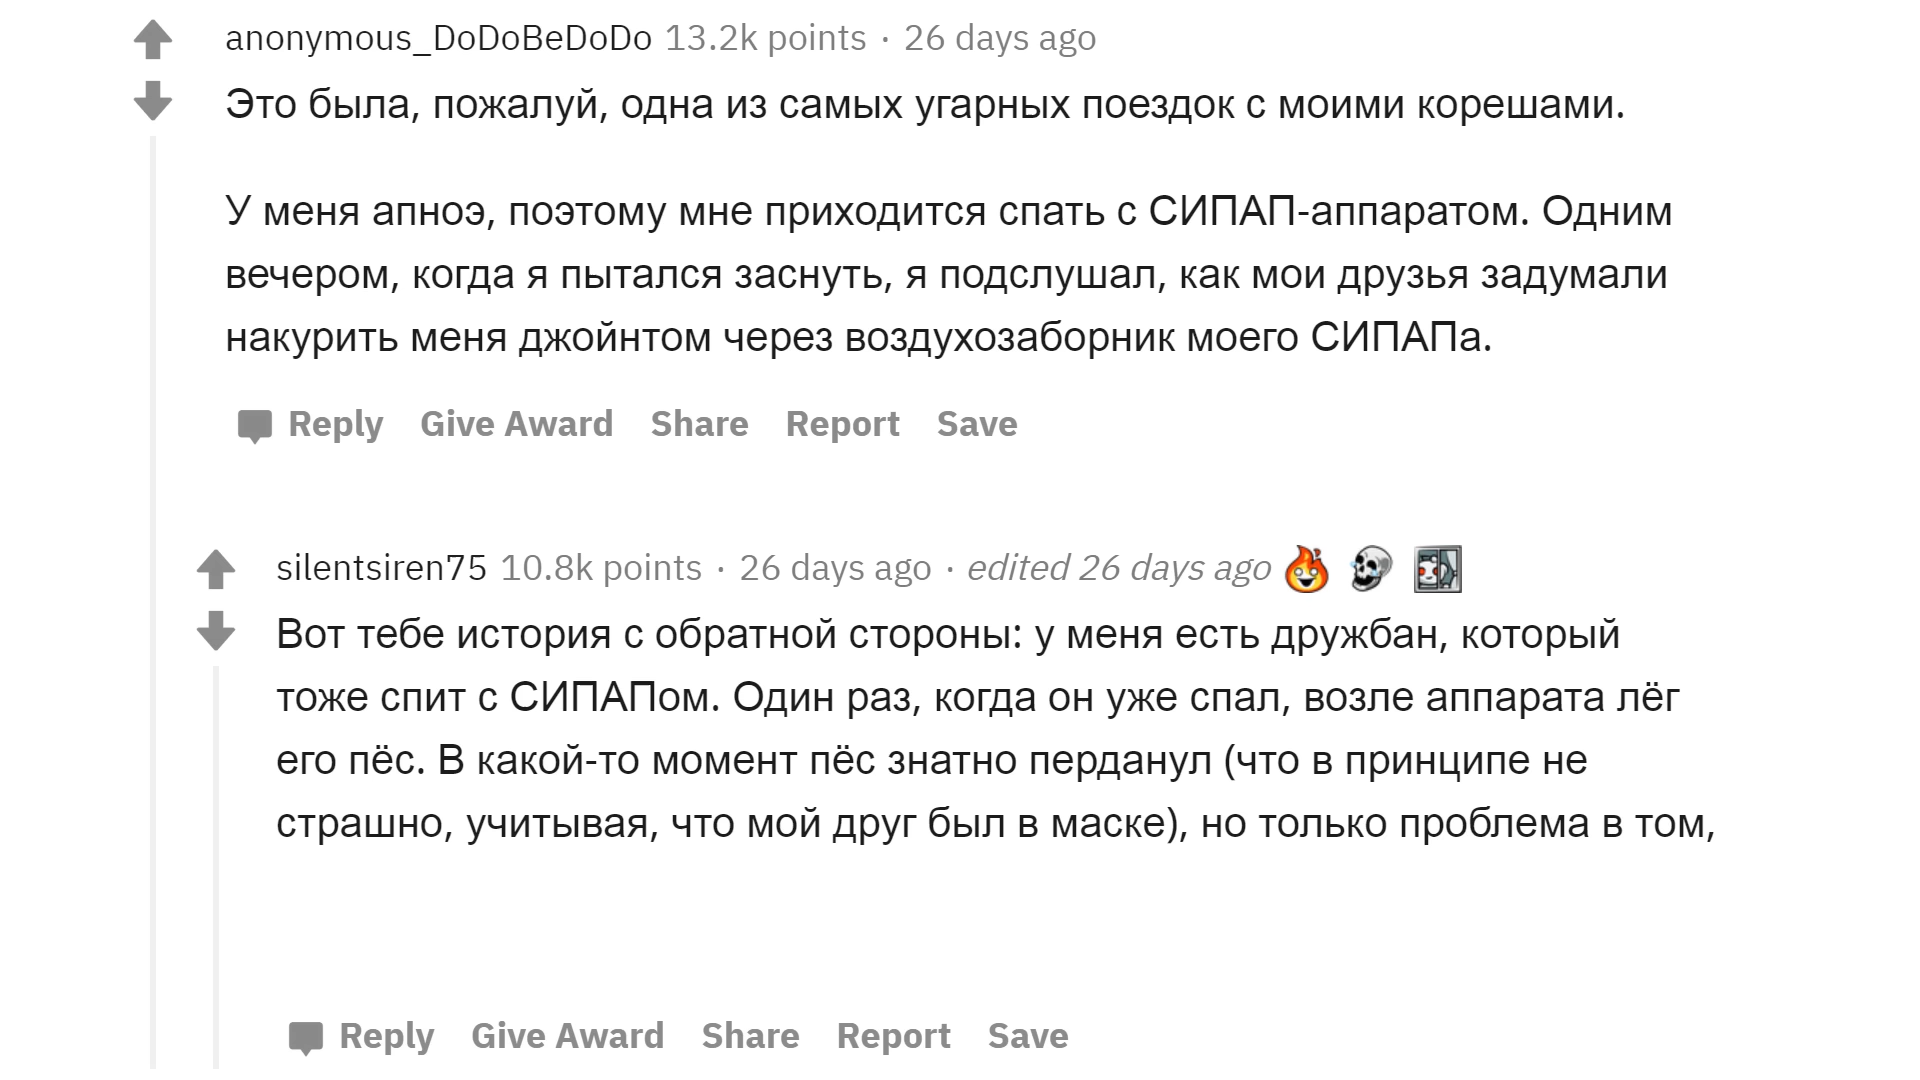 anonymous_DoDoBeDoDo 13.2k points · 26 days ago
Это была, пожалуй, одна из самых угарных поездок с моими корешами.
У меня апноэ, поэтому мне приходится спать с СИПАП-аппаратом. Одним
вечером, когда я пытался заснуть, я подслушал, как мои друзья задумали
накурить меня джойнтом через воздухозаборник моего СИПАПа.
Reply Give Award Share Report Save
silentsiren75 10.8k points · 26 days ago · edited 26 days ago
Вот тебе история с обратной стороны: у меня есть дружбан, который
тоже спит с СИПАПом. Один раз, когда он уже спал, возле аппарата лёг
его пёс. В какой-то момент пёс знатно перданул (что в принципе не
страшно, учитывая, что мой друг был в маске), но только проблема в том,
Reply Give Award Share Report Save